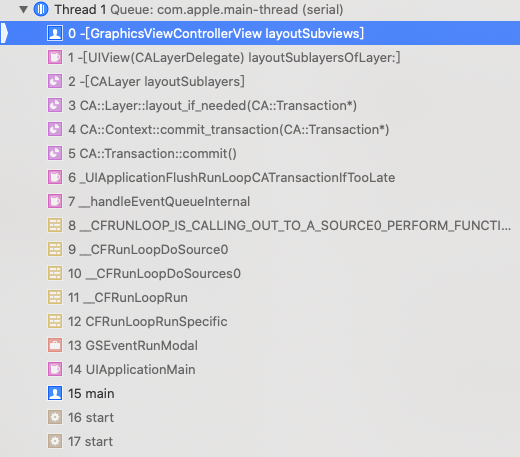 Thread 1 Queue: com.apple.main-thread (serial)
0 -[GraphicsViewControllerView layoutSubviews]
1 -[UIView(CALayerDelegate) layoutSublayersOfLayer:]
2 -[CALayer layoutSublayers]
3 CA::Layer::layout_if_needed(CA::Transaction*)
4 CA::Context::commit_transaction(CA::Transaction*)
5 CA::Transaction::commit()
6 _UIApplicationFlushRunLoopCATransactionIfTooLate
7 __handleEventQueueInternal
8 __CFRUNLOOP_IS_CALLING_OUT_TO_A_SOURCE0_PERFORM_FUNCTI...
9 __CFRunLoopDoSource0
10 __CFRunLoopDoSources0
11 __CFRunLoopRun
12 CFRunLoopRunSpecific
13 GSEventRunModal
14 UIApplicationMain
15 main
16 start
17 start